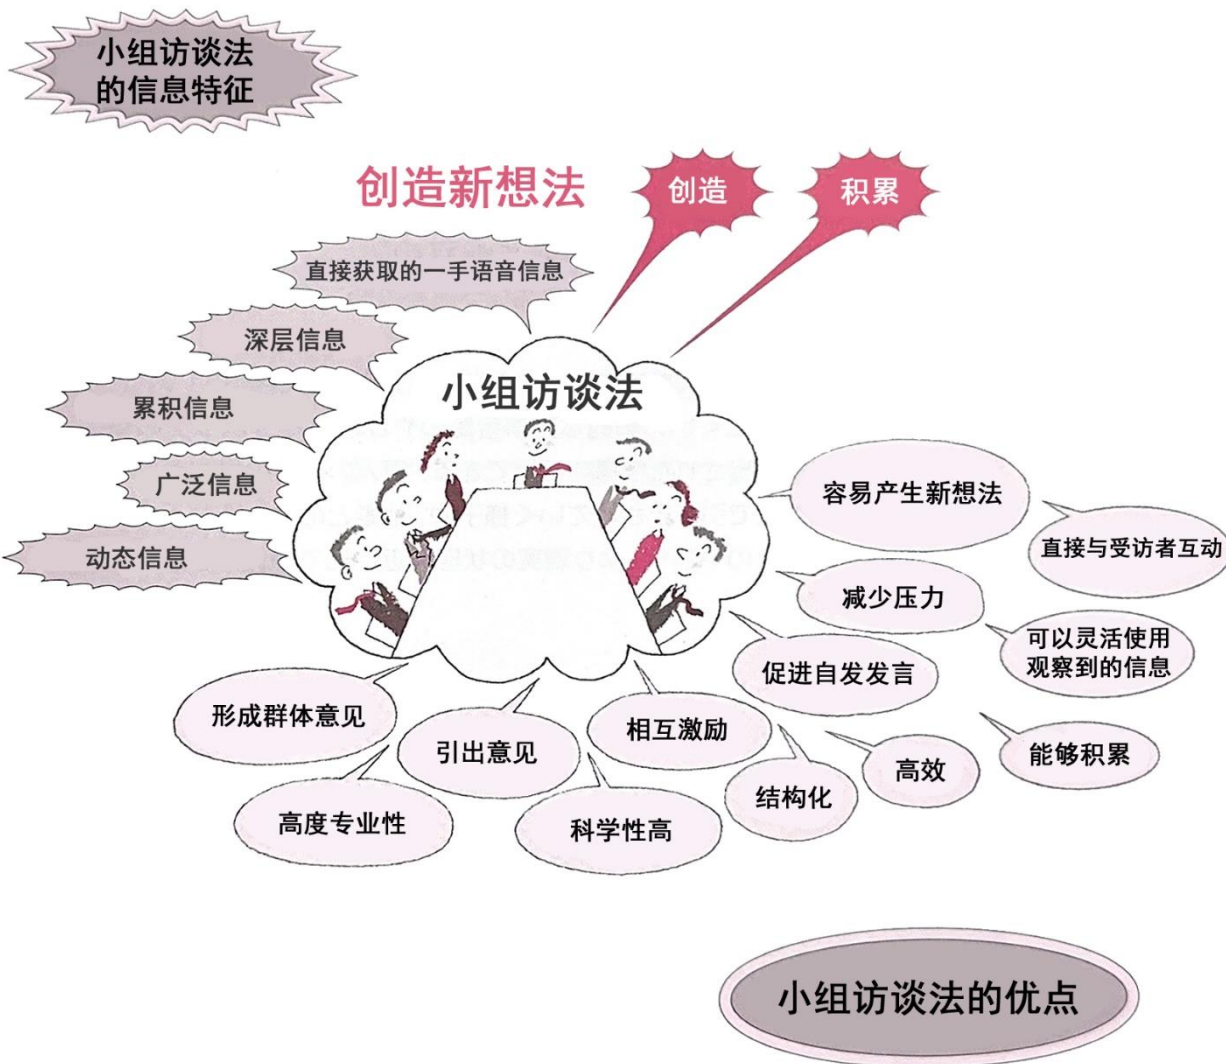 小组访谈法
的信息特征
创造新想法
创造
积累
直接获取的一手语音信息
深层信息
累积信息
广泛信息
动态信息
小组访谈法
容易产生新想法
直接与受访者互动
减少压力
可以灵活使用
观察到的信息
促进自发发言
能够积累
高效
结构化
相互激励
科学性高
引出意见
形成群体意见
高度专业性
小组访谈法的优点